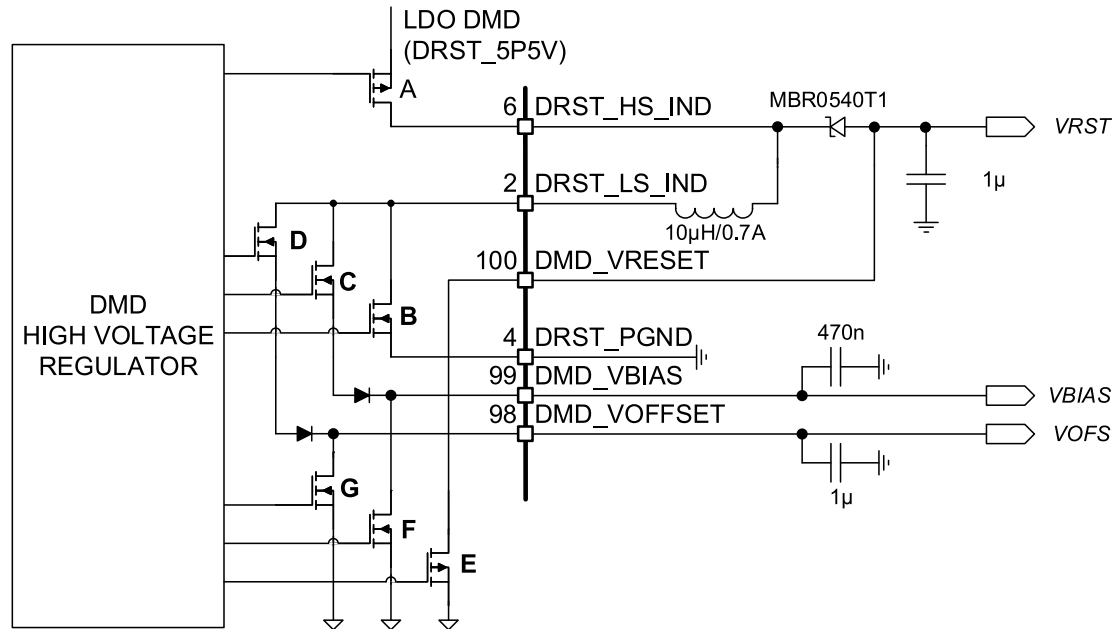 LDO DMD
(DRST_5P5V)
A
6 DRST_HS_IND
MBR0540T1
VRST
1µ
2 DRST_LS_IND
10µH/0.7A
D
C
100 DMD_VRESET
B
DMD
HIGH VOLTAGE
REGULATOR
4 DRST_PGND
470n
99 DMD_VBIAS
VBIAS
98 DMD_VOFFSET
VOFS
1µ
G
F
E